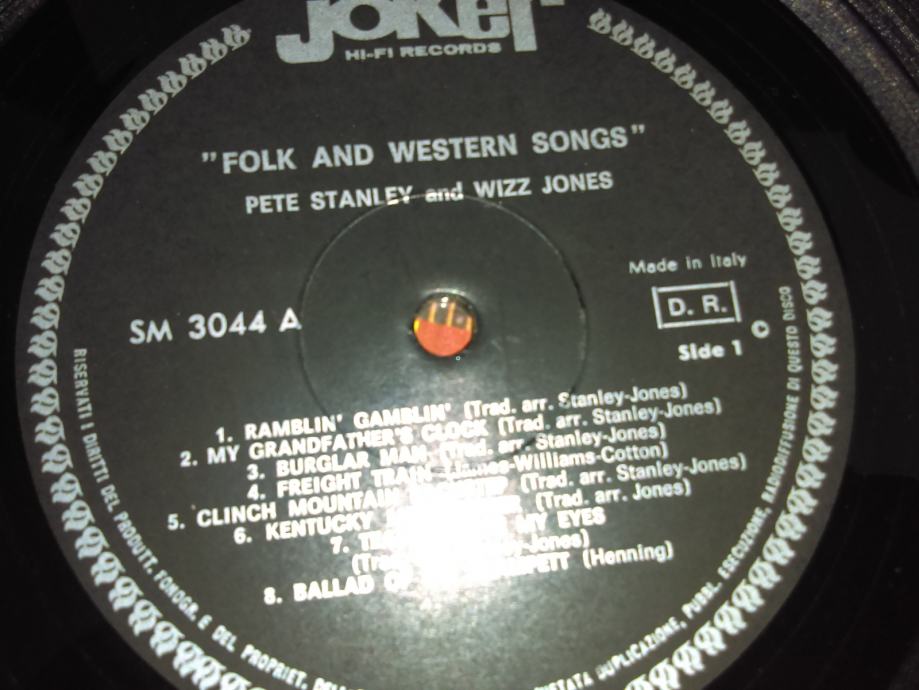 Joker
HI-FI RECORDS
"FOLK AND WESTERN SONGS"
PETE STANLEY and WIZZ JONES
Made in Italy
D. R.
SM 3044 A
©
Side 1
1. RAMBLIN' GAMBLIN' (Trad. arr. Stanley-Jones)
2. MY GRANDFATHER'S CLOCK (Trad. arr. Stanley-Jones)
3. BURGLAR MAN (Trad. arr. Stanley-Jones)
4. FREIGHT TRAIN (James-Williams-Cotton)
5. CLINCH MOUNTAIN (Trad. arr. Stanley-Jones)
6. KENTUCKY (Trad. arr. Jones)
7. MY EYES
(Trad. Jones)
8. BALLAD OF (Henning)
RISERVATI I DIRITTI DEL PRODUTT. FONOGR. E DEL PROPRIET. DUPLICAZIONE, PUBBL. ESECUZIONE, RADIODIFFUSIONE DI QUESTO DISCO